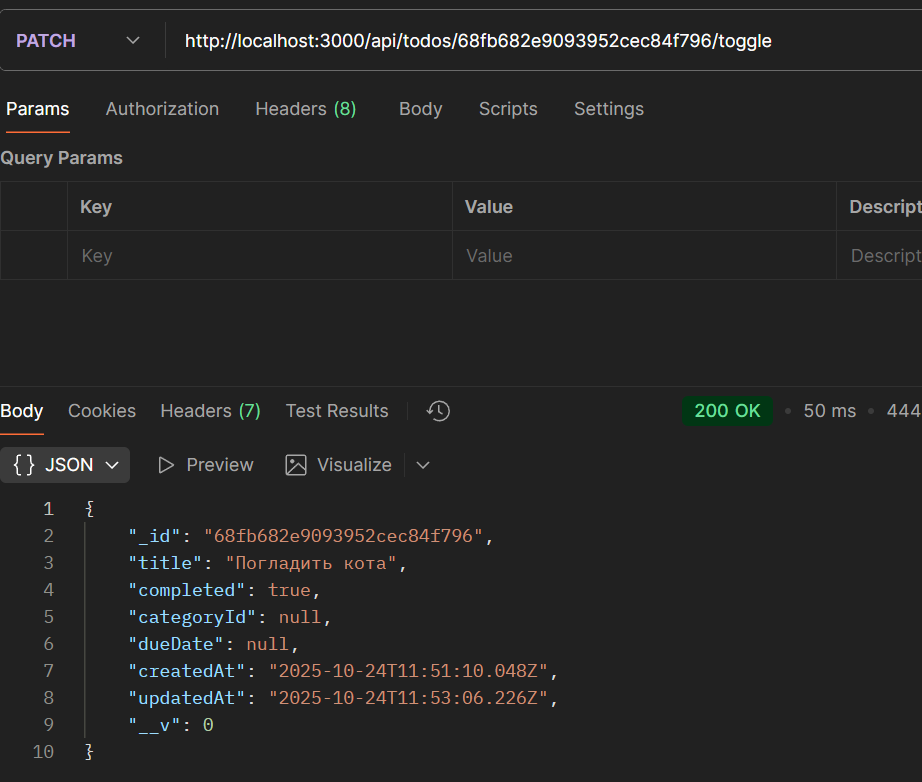 PATCH http://localhost:3000/api/todos/68fb682e9093952cec84f796/toggle
Params Authorization Headers (8) Body Scripts Settings
Query Params
Key Value Descript
Key Value Descript
Body Cookies Headers (7) Test Results 200 OK • 50 ms • 444
{} JSON Preview Visualize
1 {
2 "_id": "68fb682e9093952cec84f796",
3 "title": "Погладить кота",
4 "completed": true,
5 "categoryId": null,
6 "dueDate": null,
7 "createdAt": "2025-10-24T11:51:10.048Z",
8 "updatedAt": "2025-10-24T11:53:06.226Z",
9 "__v": 0
10 }